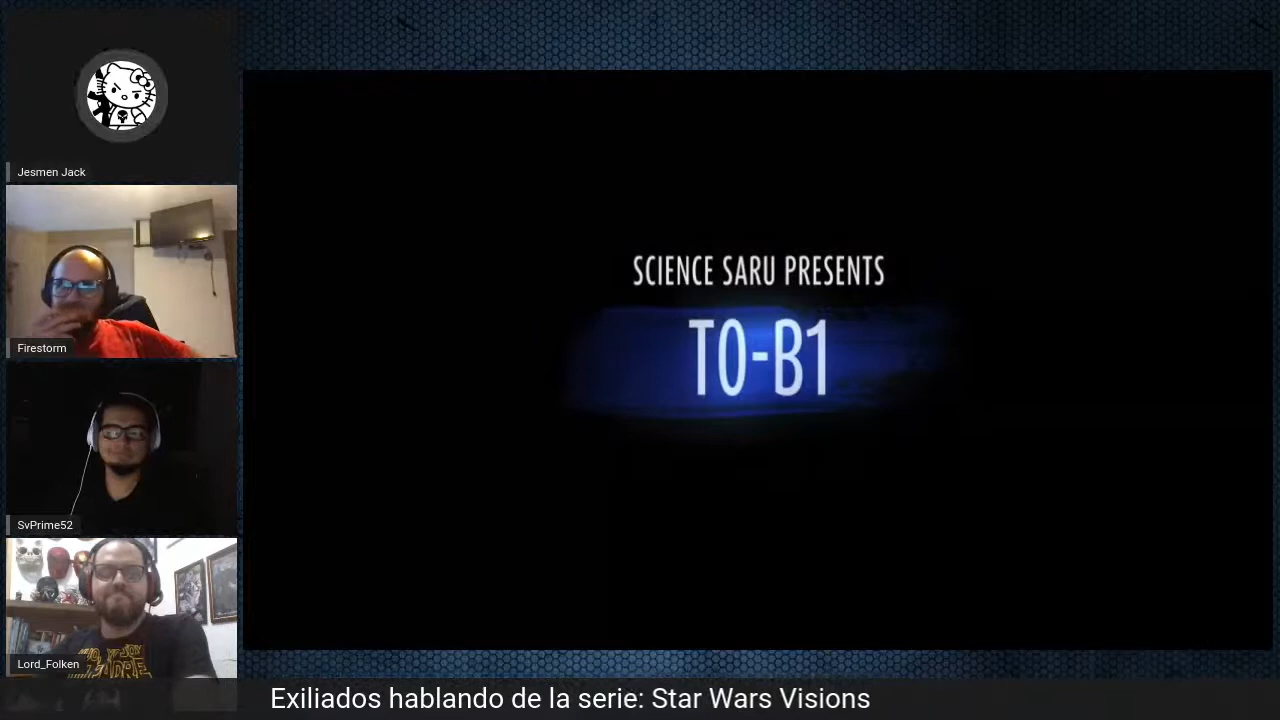 Jesmen Jack
Firestorm
SvPrime52
Lord_Folken
SCIENCE SARU PRESENTS
T0-B1
Exiliados hablando de la serie: Star Wars Visions